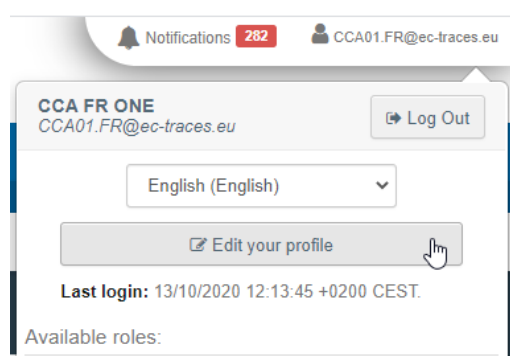 Notifications 282 CCA01.FR@ec-traces.eu
CCA FR ONE
CCA01.FR@ec-traces.eu
Log Out
English (English)
Edit your profile
Last login: 13/10/2020 12:13:45 +0200 CEST.
Available roles: